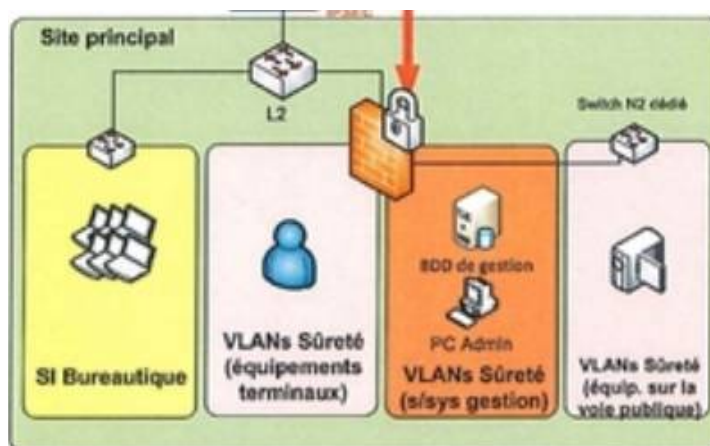 Site principal
L2
Switch N2 dédié
SI Bureautique
VLANs Sûreté
(équipements
terminaux)
BDD de gestion
PC Admin
VLANs Sûreté
(s/sys gestion)
VLANs Sûreté
(équip. sur la
voie publique)